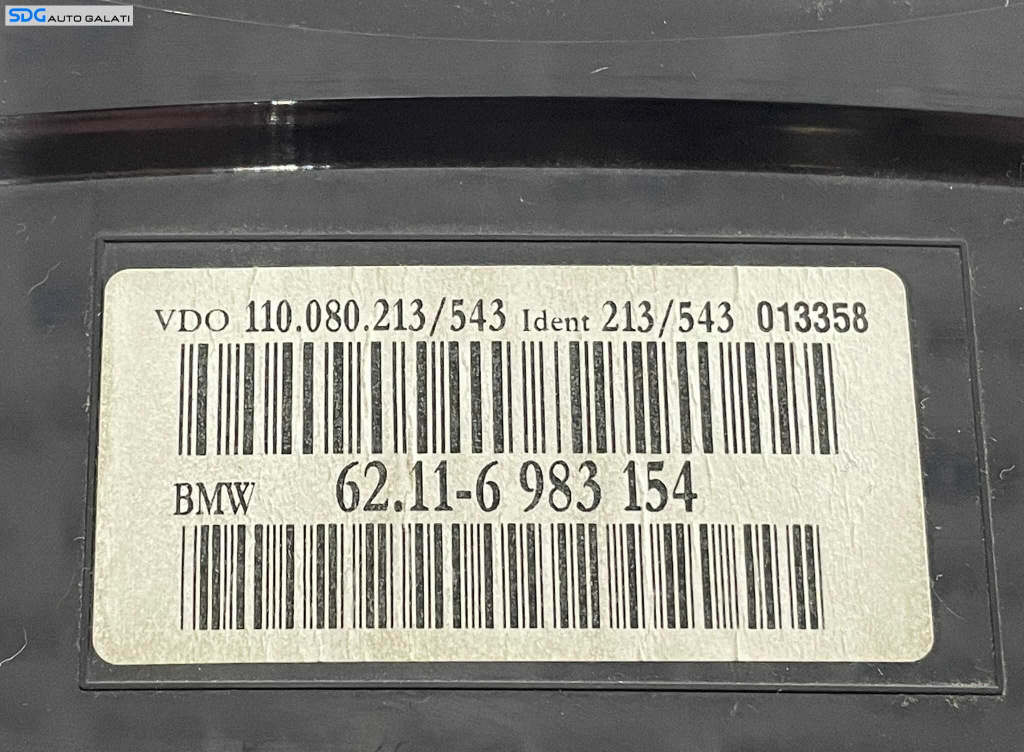 SDG AUTO GALATI
VDO 110.080.213/543 Ident 213/543 013358
BMW 62.11-6 983 154